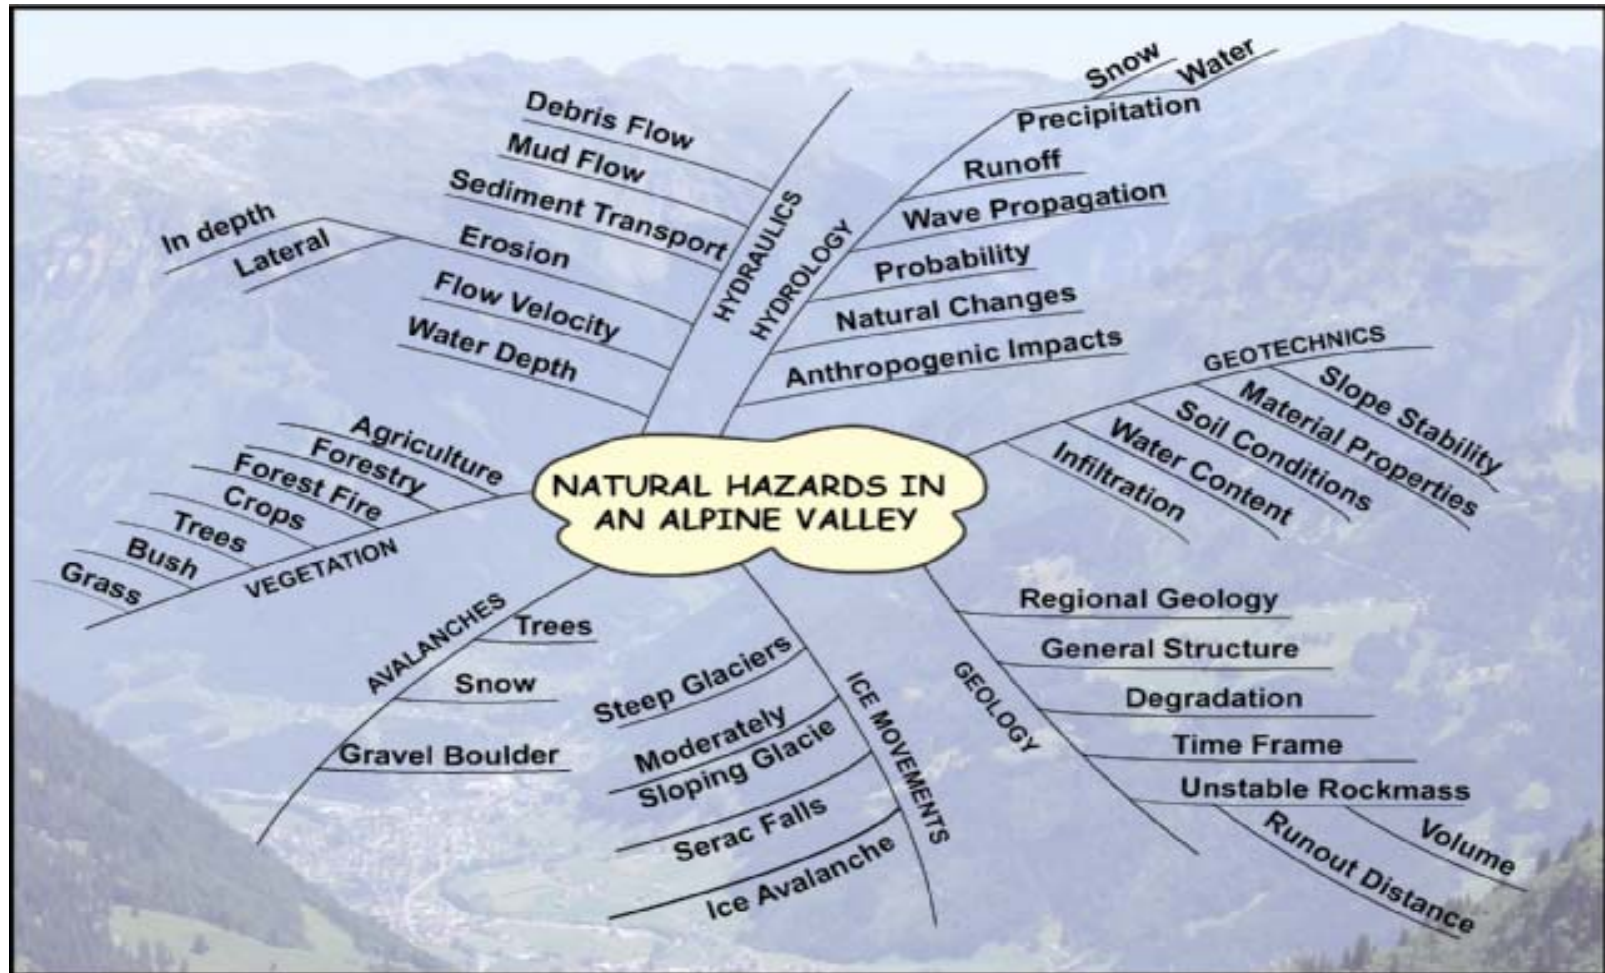 Snow
Water
Precipitation
Runoff
Wave Propagation
Probability
Natural Changes
Anthropogenic Impacts
HYDROLOGY
Debris Flow
Mud Flow
Sediment Transport
Erosion
In depth
Lateral
Flow Velocity
Water Depth
HYDRAULICS
GEOTECHNICS
Slope Stability
Material Properties
Soil Conditions
Water Content
Infiltration
Agriculture
Forestry
Forest Fire
Crops
Trees
Bush
Grass
VEGETATION
NATURAL HAZARDS IN
AN ALPINE VALLEY
AVALANCHES
Trees
Snow
Gravel Boulder
Steep Glaciers
Moderately
Sloping Glacie
Serac Falls
Ice Avalanche
ICE MOVEMENTS
GEOLOGY
Regional Geology
General Structure
Degradation
Time Frame
Unstable Rockmass
Volume
Runout Distance